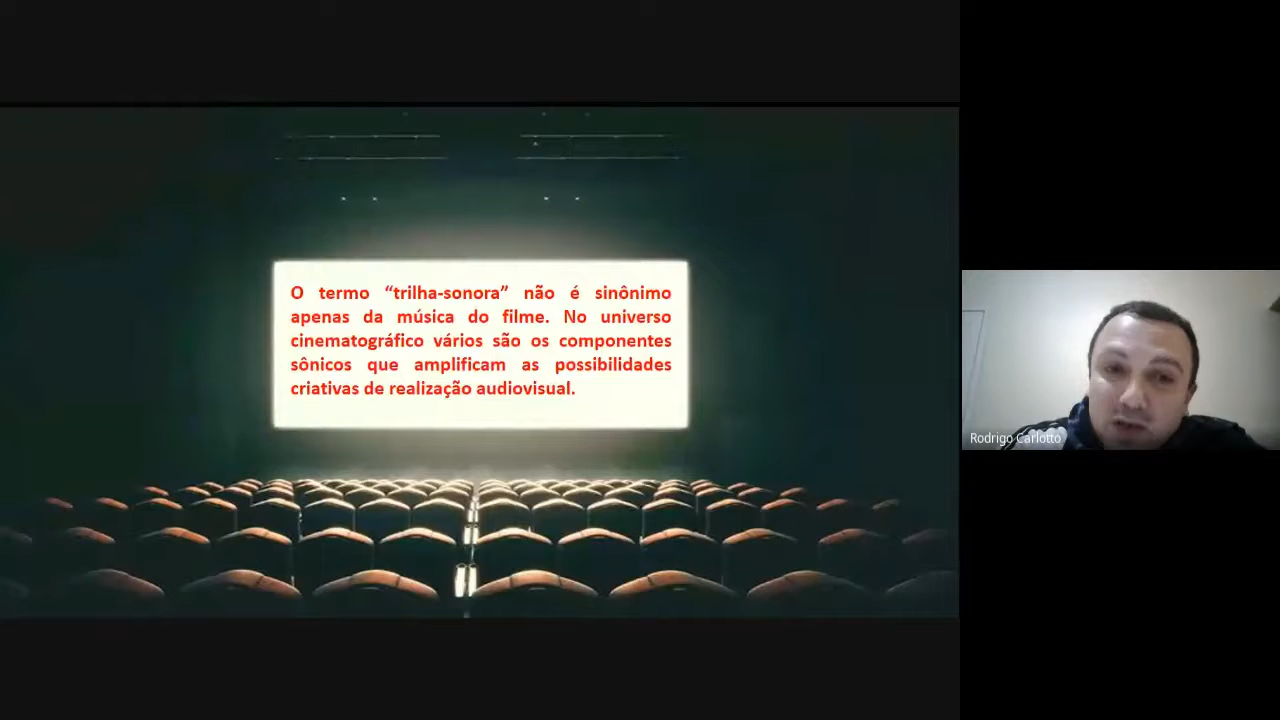 O termo “trilha-sonora” não é sinônimo
apenas da música do filme. No universo
cinematográfico vários são os componentes
sônicos que amplificam as possibilidades
criativas de realização audiovisual.
Rodrigo Carlotto